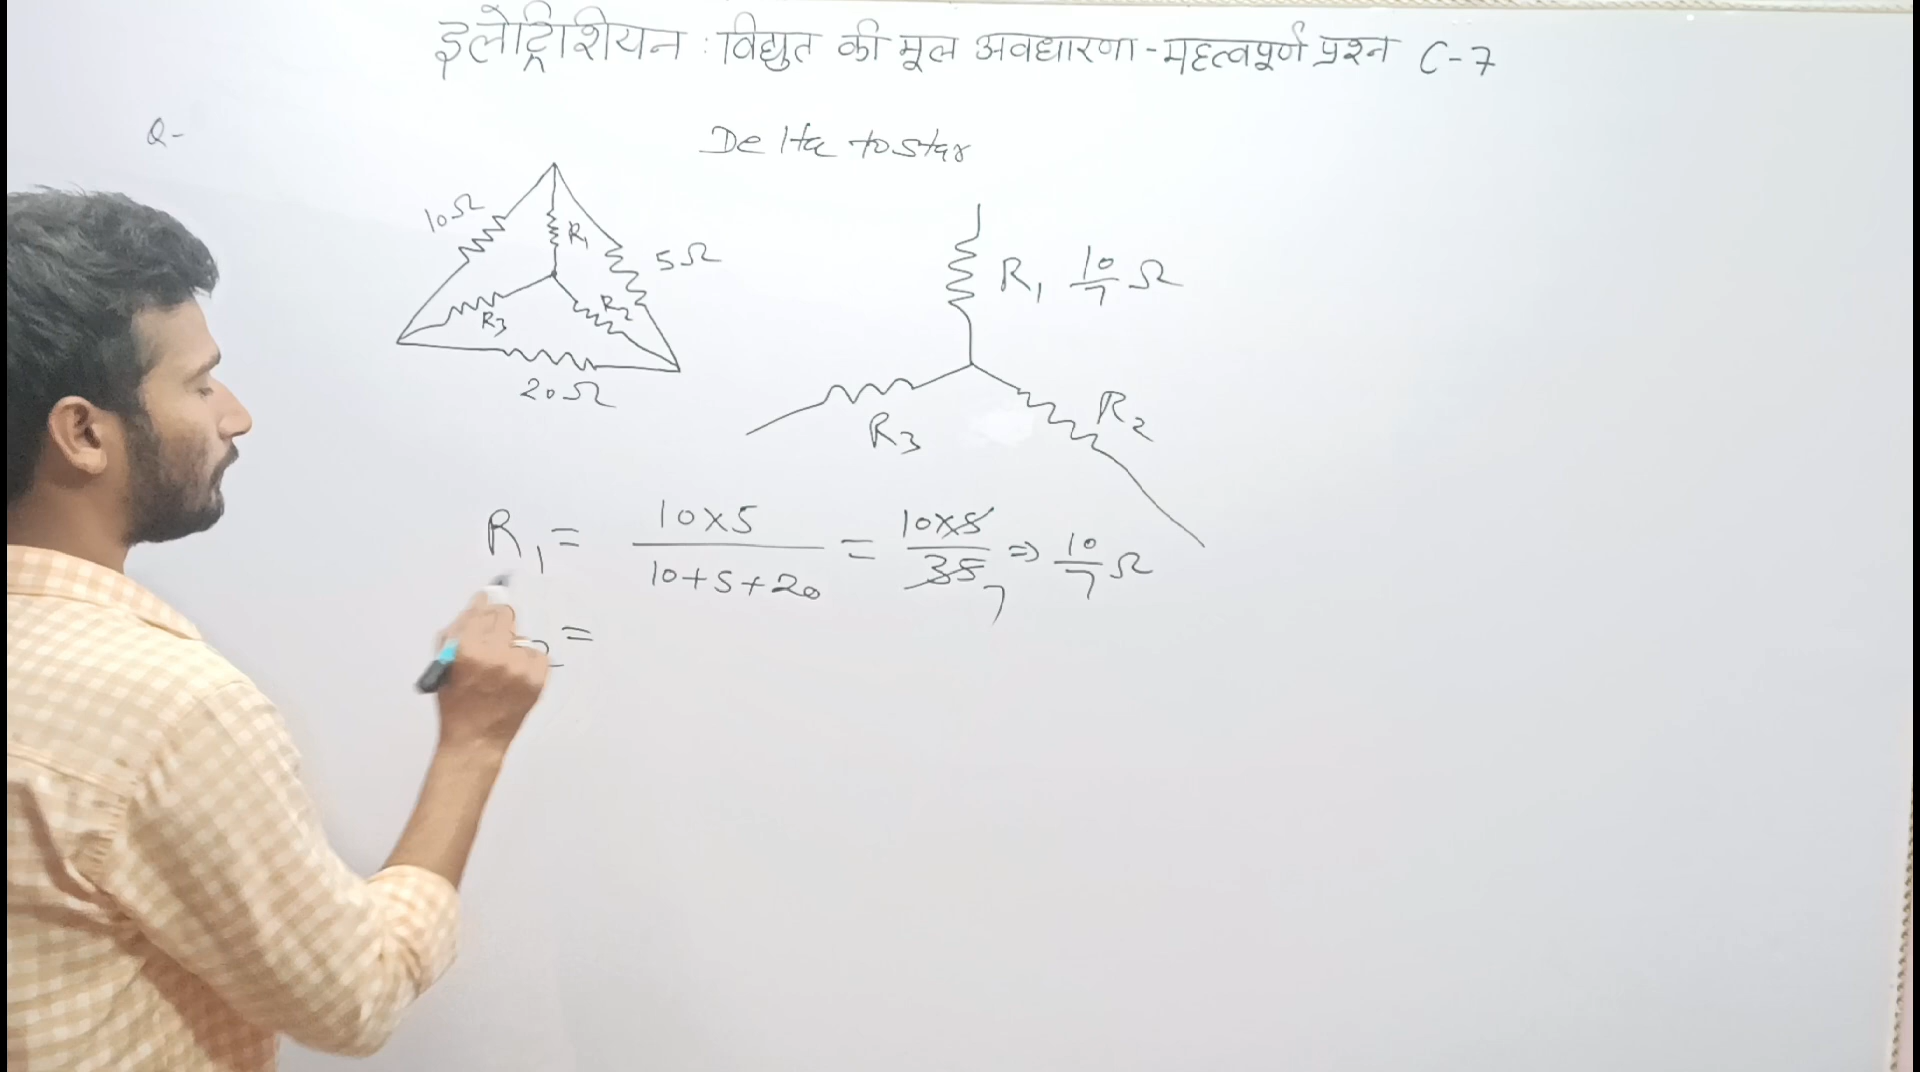 इलेट्रिशियन : विद्युत की मूल अवधारणा - महत्वपूर्ण प्रश्न C-7
Q-
Delta to star
10Ω
R1
5Ω
R3
R2
20Ω
R1 10/7 Ω
R3
R2
R1 = 10×5 / 10+5+20 = 10×5 / 35 7 ⇒ 10/7 Ω
2 =